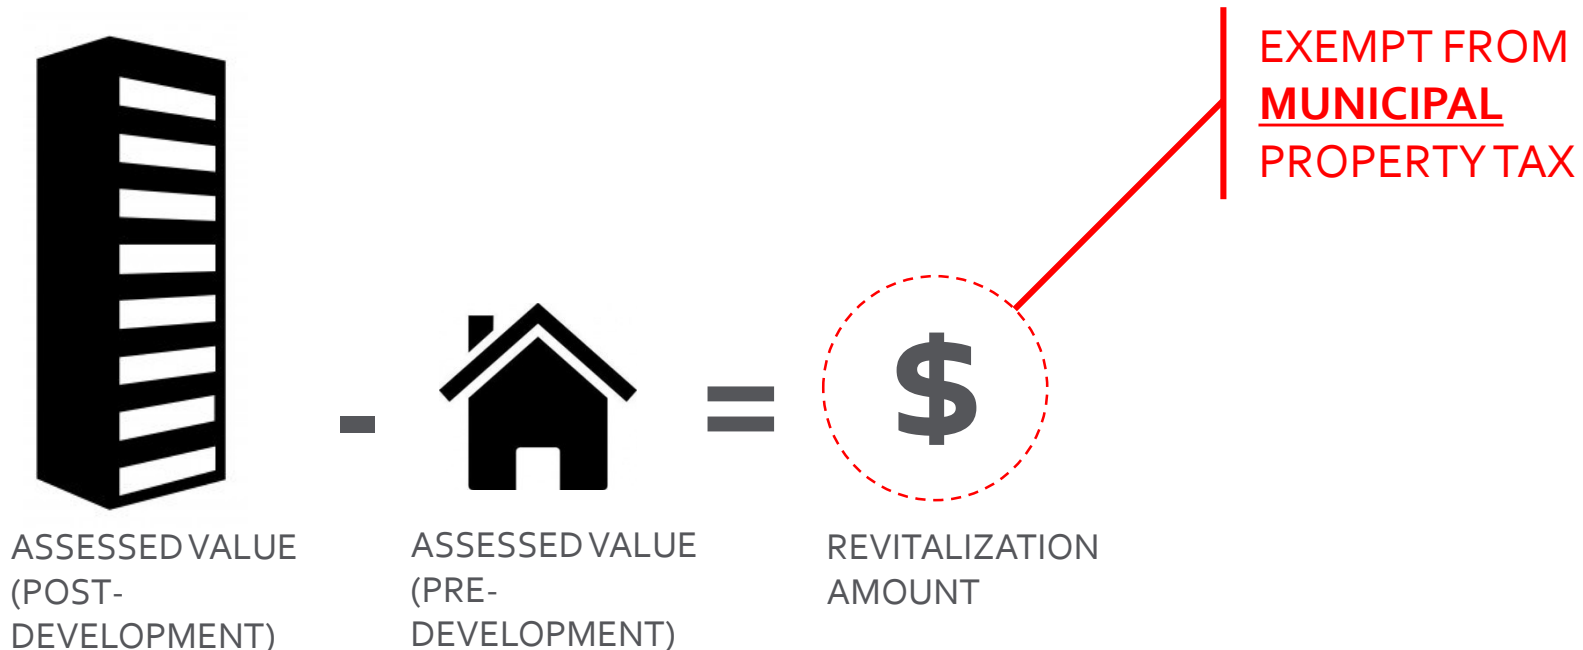 EXEMPT FROM
MUNICIPAL
PROPERTY TAX
-
=
$
ASSESSED VALUE
(POST-
DEVELOPMENT)
ASSESSED VALUE
(PRE-
DEVELOPMENT)
REVITALIZATION
AMOUNT